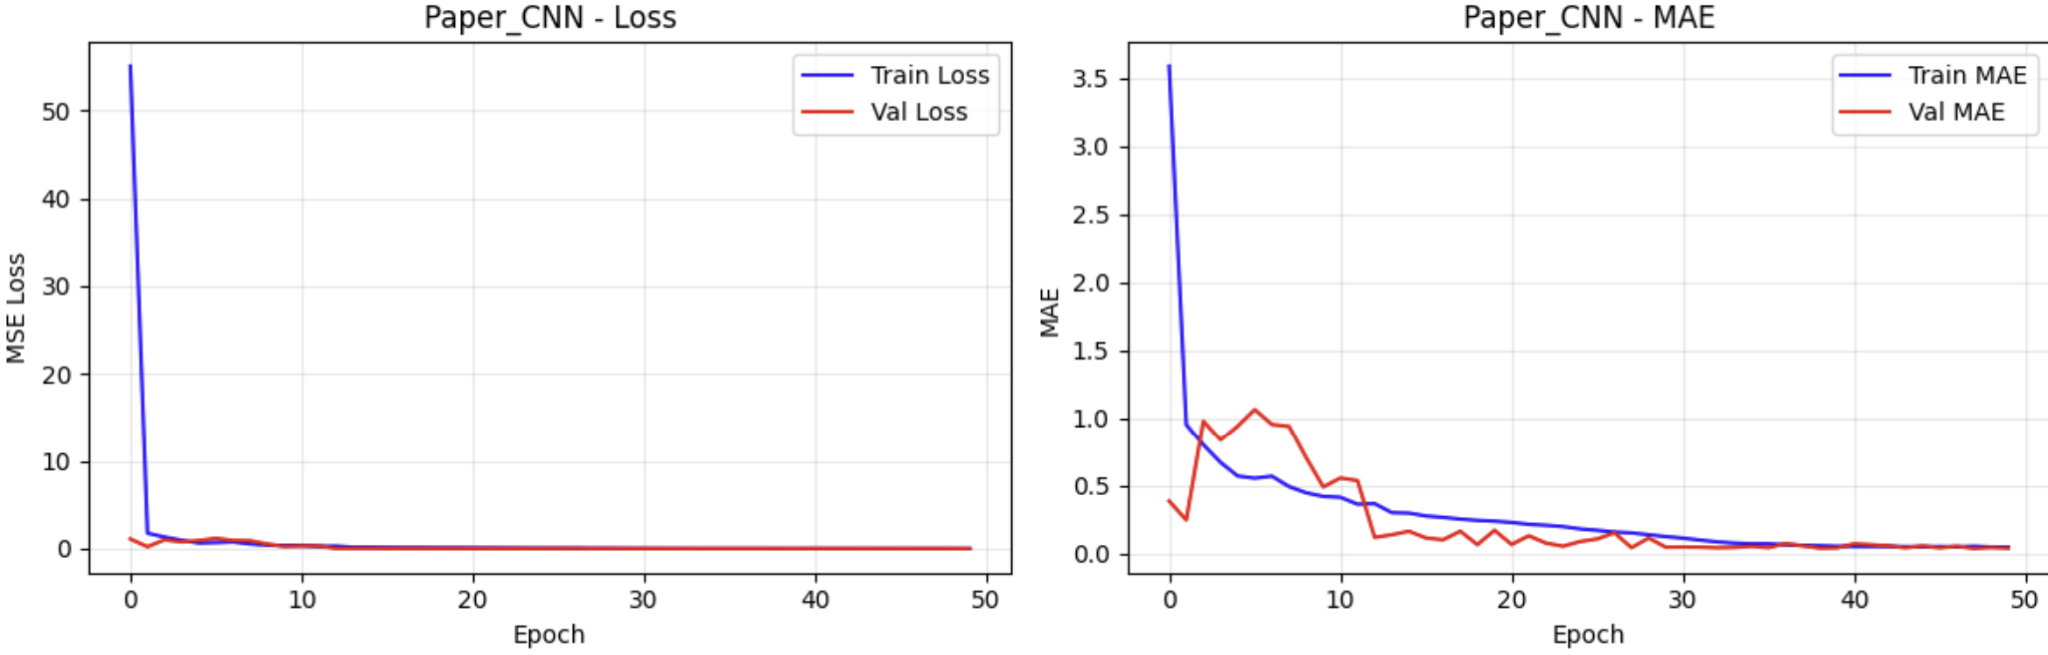 Paper_CNN - Loss
MSE Loss
50
40
30
20
10
0
Train Loss
Val Loss
0
10
20
30
40
50
Epoch
Paper_CNN - MAE
MAE
3.5
3.0
2.5
2.0
1.5
1.0
0.5
0.0
Train MAE
Val MAE
0
10
20
30
40
50
Epoch